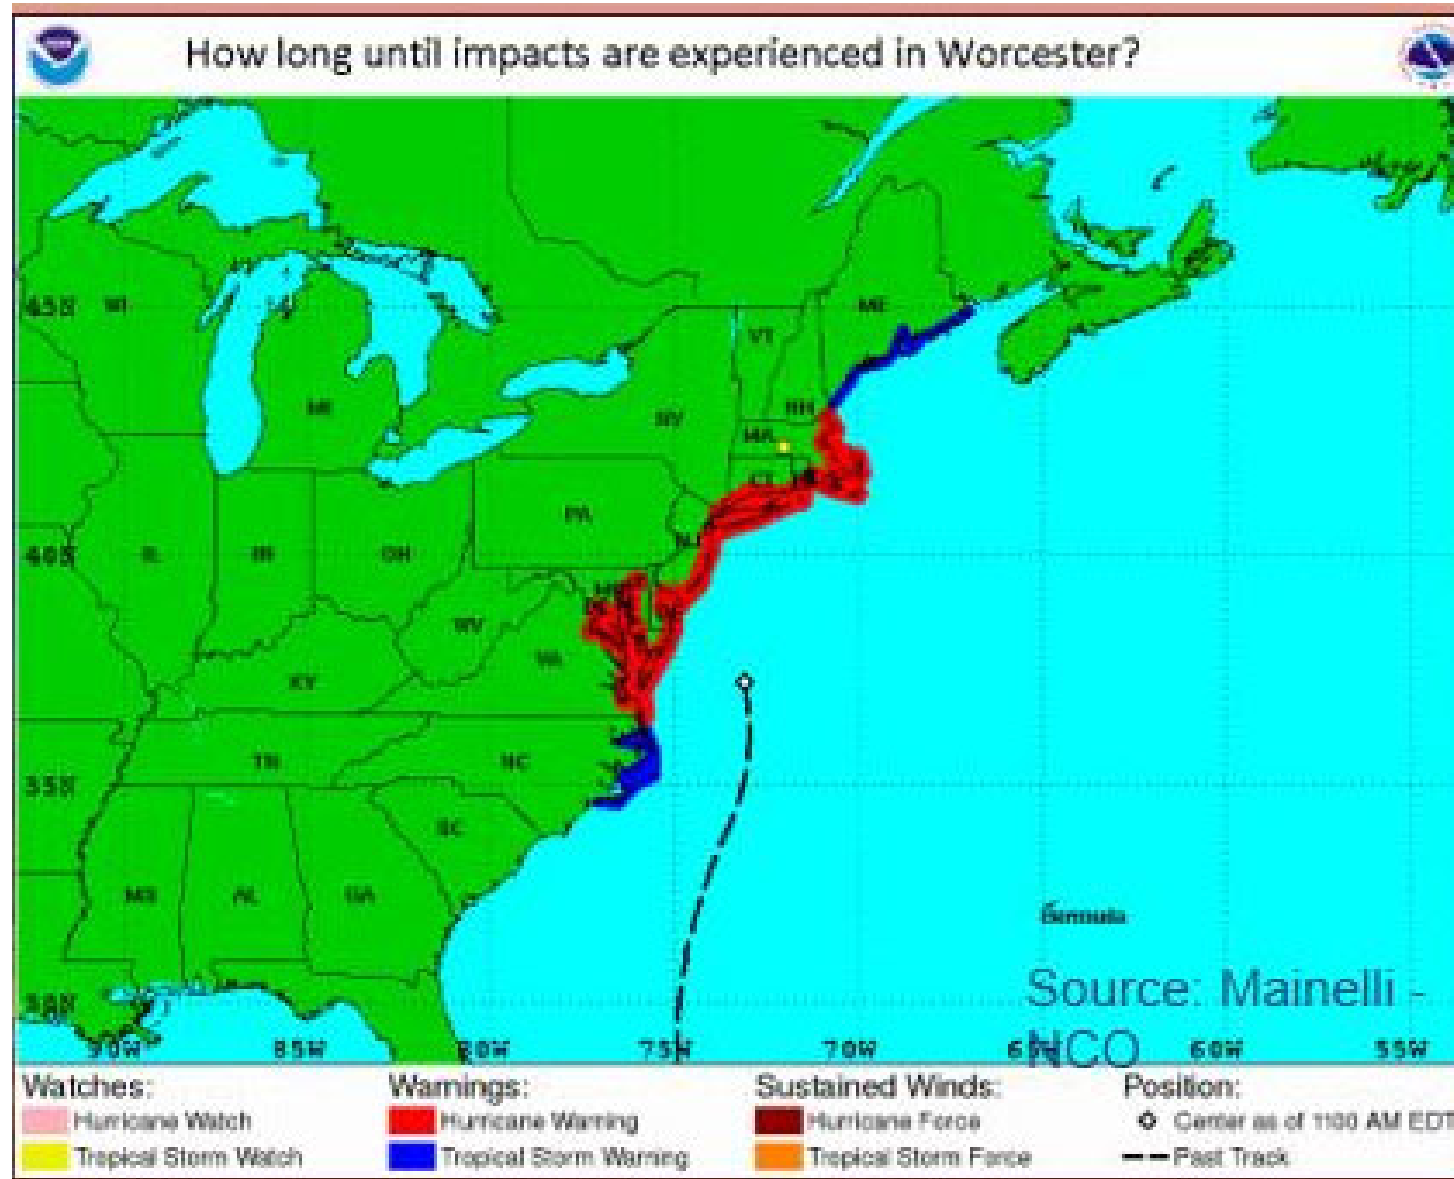 How long until impacts are experienced in Worcester?
45N
WI
ME
VT
MI
NY
NH
MA
CT
PA
NJ
40N
IL
IN
OH
WV
VA
KY
TN
NC
35N
SC
MS
AL
GA
Bermuda
Source: Mainelli -
NCO
30N
90W 85W 80W 75W 70W 65W 60W 55W
Watches: Warnings: Sustained Winds: Position:
Hurricane Watch Hurricane Warning Hurricane Force Center as of 1100 AM EDT
Tropical Storm Watch Tropical Storm Warning Tropical Storm Force Past Track